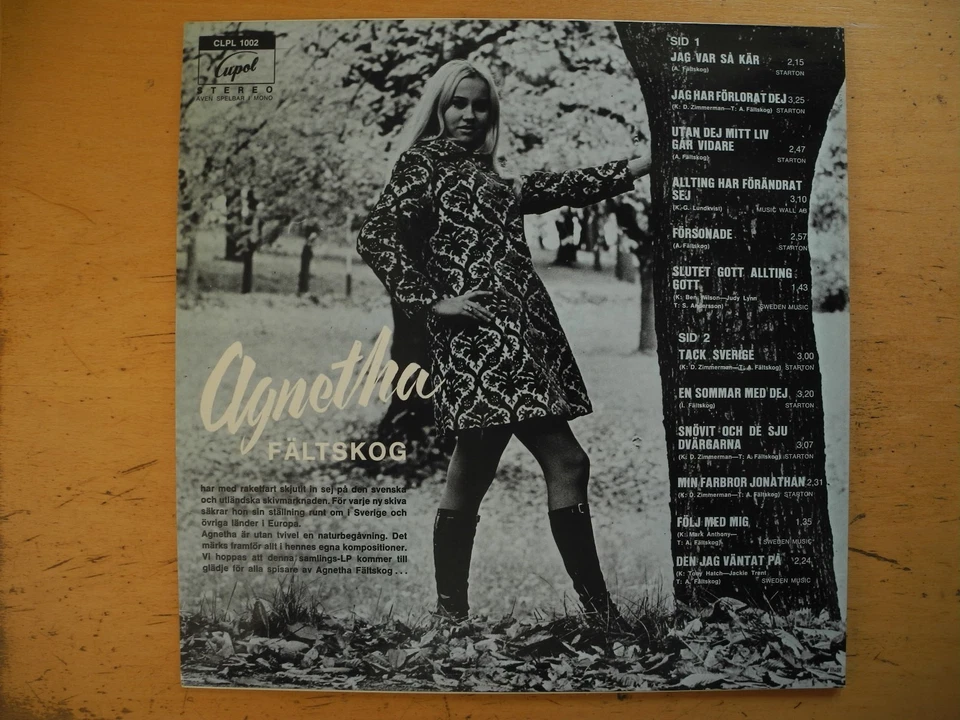 CLPL 1002
Cupol
STEREO
ÄVEN SPELBAR I MONO
Agnetha
FÄLTSKOG
har med raketfart skjutit in sej på den svenska
och utländska skivmarknaden. För varje ny skiva
säkrar hon sin ställning runt om i Sverige och
övriga länder i Europa.
Agnetha är utan tvivel en naturbegåvning. Det
märks framför allt i hennes egna kompositioner.
Vi hoppas att denna samlings-LP kommer till
glädje för alla spisare av Agnetha Fältskog . . .
SID 1
JAG VAR SÅ KÄR 2,15
(A. Fältskog) STARTON
JAG HAR FÖRLORAT DEJ 3,25
(K: D. Zimmerman—T: A. Fältskog) STARTON
UTAN DEJ MITT LIV
GÅR VIDARE 2,47
(A. Fältskog) STARTON
ALLTING HAR FÖRÄNDRAT
SEJ 3,10
(K. G. Lundkvist) MUSIC WALL AB
FÖRSONADE 2,57
(A. Fältskog) STARTON
SLUTET GOTT ALLTING
GOTT 1,43
(K: Ben Wilson—Judy Lynn
T: S. Andersson) SWEDEN MUSIC
SID 2
TACK SVERIGE 3,00
(K: D. Zimmerman—T: A. Fältskog) STARTON
EN SOMMAR MED DEJ 3,20
(I. Fältskog) STARTON
SNÖVIT OCH DE SJU
DVÄRGARNA 3,07
(K: D. Zimmerman—T: A. Fältskog) STARTON
MIN FARBROR JONATHAN 2,31
(K: D. Zimmerman—T: A. Fältskog) STARTON
FÖLJ MED MIG 1,35
(K: Mark Anthony—
T: A. Fältskog) SWEDEN MUSIC
DEN JAG VÄNTAT PÅ 2,24
(K: Tony Hatch—Jackie Trent
T: A. Fältskog) SWEDEN MUSIC